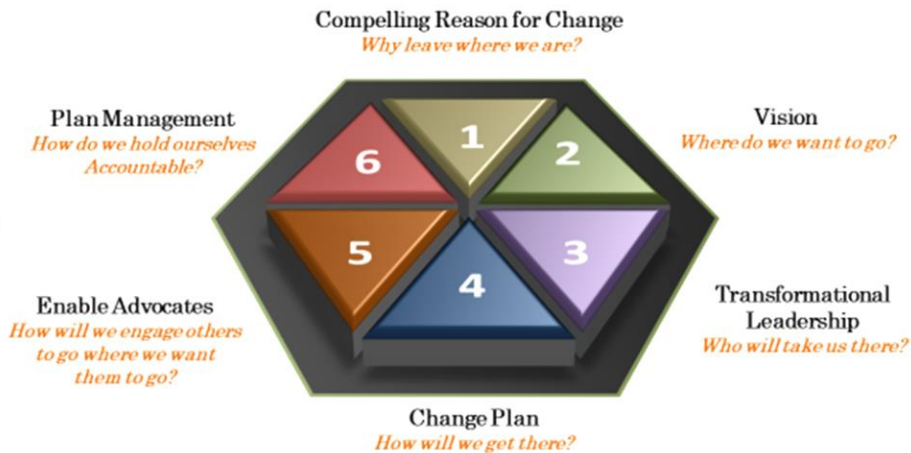 Compelling Reason for Change
Why leave where we are?
1
Vision
Where do we want to go?
2
Transformational
Leadership
Who will take us there?
3
Change Plan
How will we get there?
4
Enable Advocates
How will we engage others
to go where we want
them to go?
5
Plan Management
How do we hold ourselves
Accountable?
6